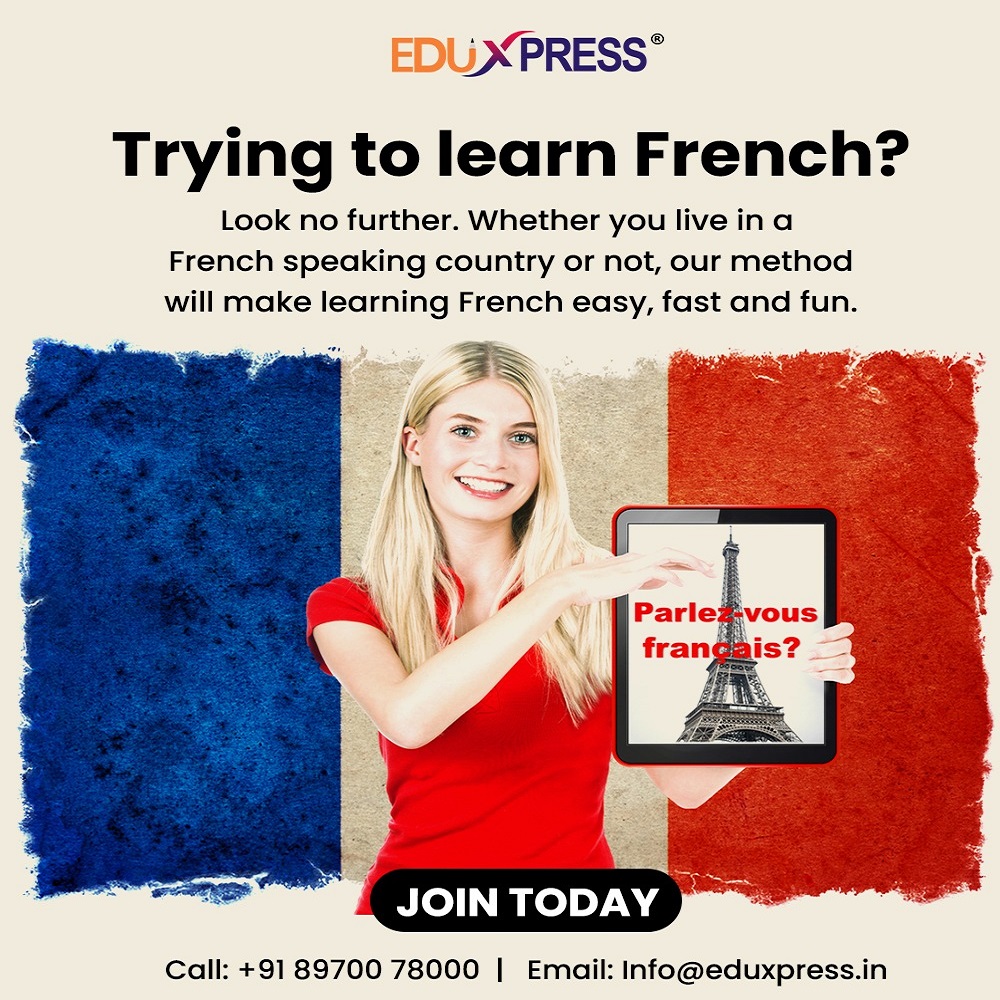 EDUXPRESS®
Trying to learn French?
Look no further. Whether you live in a
French speaking country or not, our method
will make learning French easy, fast and fun.
Parlez-vous
français?
JOIN TODAY
Call: +91 89700 78000 | Email: Info@eduxpress.in